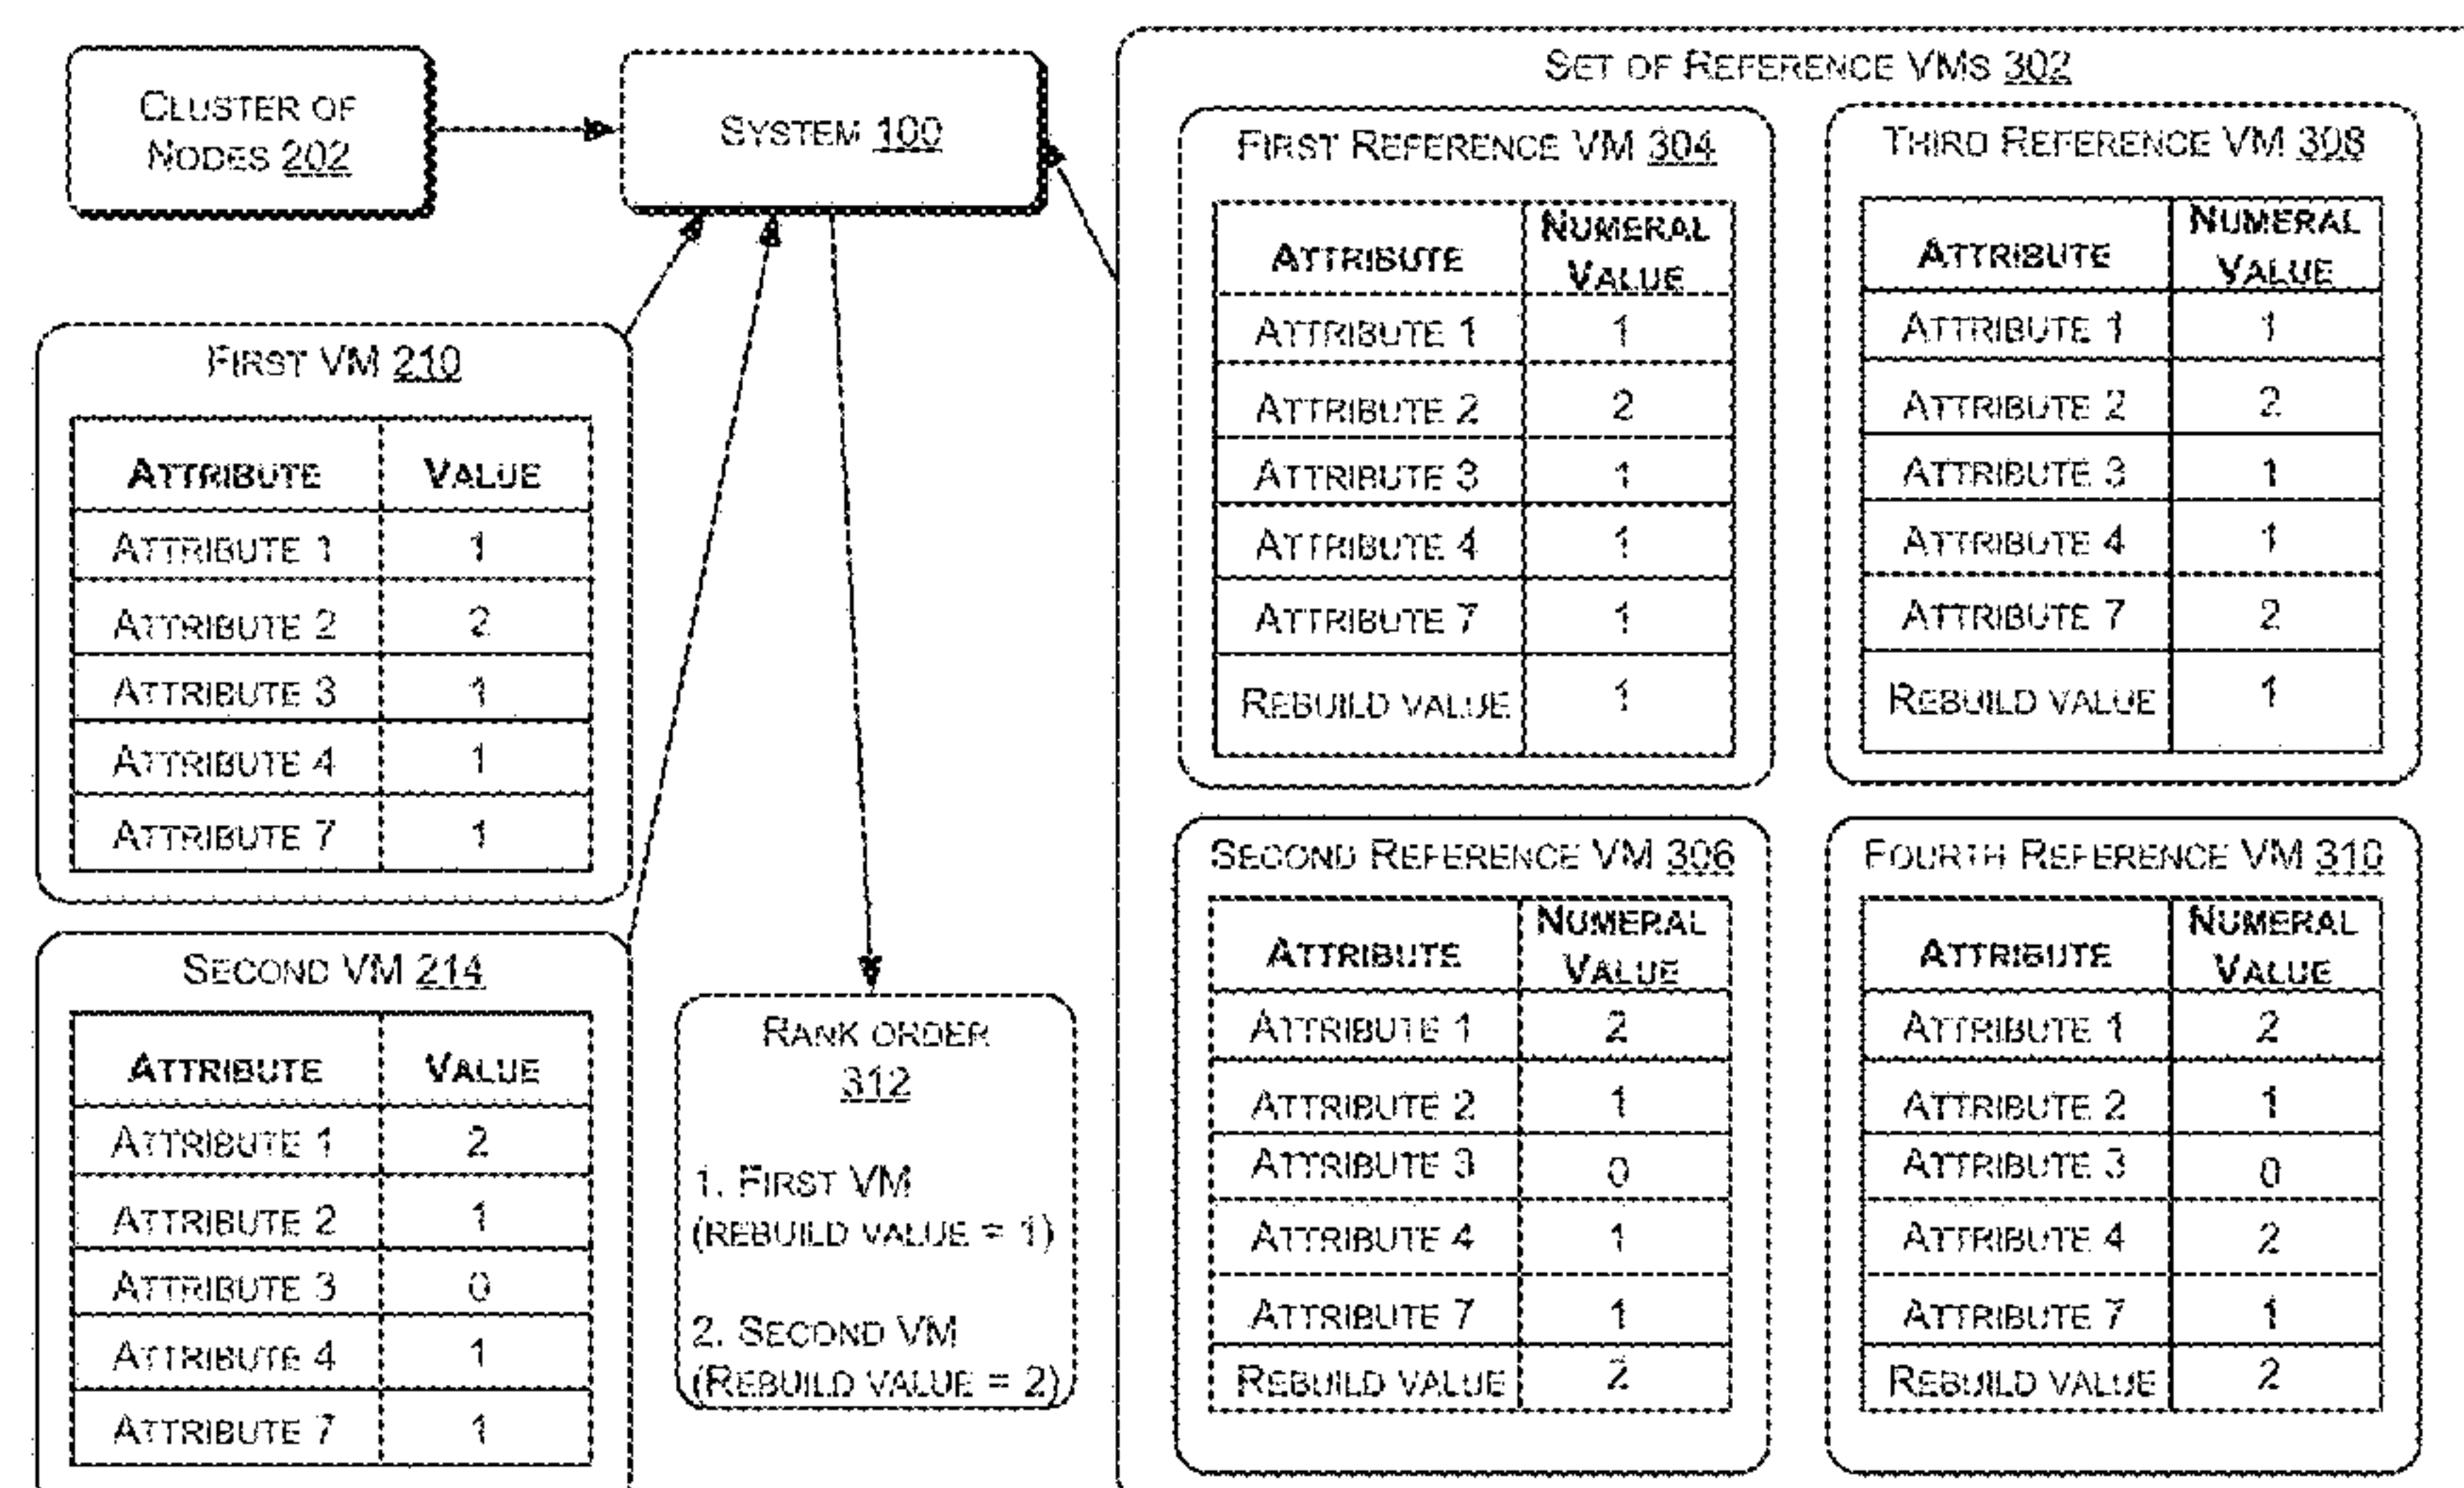 CLUSTER OF
NODES 202
SYSTEM 100
FIRST VM 210
ATTRIBUTE VALUE
ATTRIBUTE 1 1
ATTRIBUTE 2 2
ATTRIBUTE 3 1
ATTRIBUTE 4 1
ATTRIBUTE 7 1
SECOND VM 214
ATTRIBUTE VALUE
ATTRIBUTE 1 2
ATTRIBUTE 2 1
ATTRIBUTE 3 0
ATTRIBUTE 4 1
ATTRIBUTE 7 1
RANK ORDER
312
1. FIRST VM
(REBUILD VALUE = 1)
2. SECOND VM
(REBUILD VALUE = 2)
SET OF REFERENCE VMS 302
FIRST REFERENCE VM 304
ATTRIBUTE NUMERAL
VALUE
ATTRIBUTE 1 1
ATTRIBUTE 2 2
ATTRIBUTE 3 1
ATTRIBUTE 4 1
ATTRIBUTE 7 1
REBUILD VALUE 1
THIRD REFERENCE VM 308
ATTRIBUTE NUMERAL
VALUE
ATTRIBUTE 1 1
ATTRIBUTE 2 2
ATTRIBUTE 3 1
ATTRIBUTE 4 1
ATTRIBUTE 7 2
REBUILD VALUE 1
SECOND REFERENCE VM 306
ATTRIBUTE NUMERAL
VALUE
ATTRIBUTE 1 2
ATTRIBUTE 2 1
ATTRIBUTE 3 0
ATTRIBUTE 4 1
ATTRIBUTE 7 1
REBUILD VALUE 2
FOURTH REFERENCE VM 310
ATTRIBUTE NUMERAL
VALUE
ATTRIBUTE 1 2
ATTRIBUTE 2 1
ATTRIBUTE 3 0
ATTRIBUTE 4 2
ATTRIBUTE 7 1
REBUILD VALUE 2